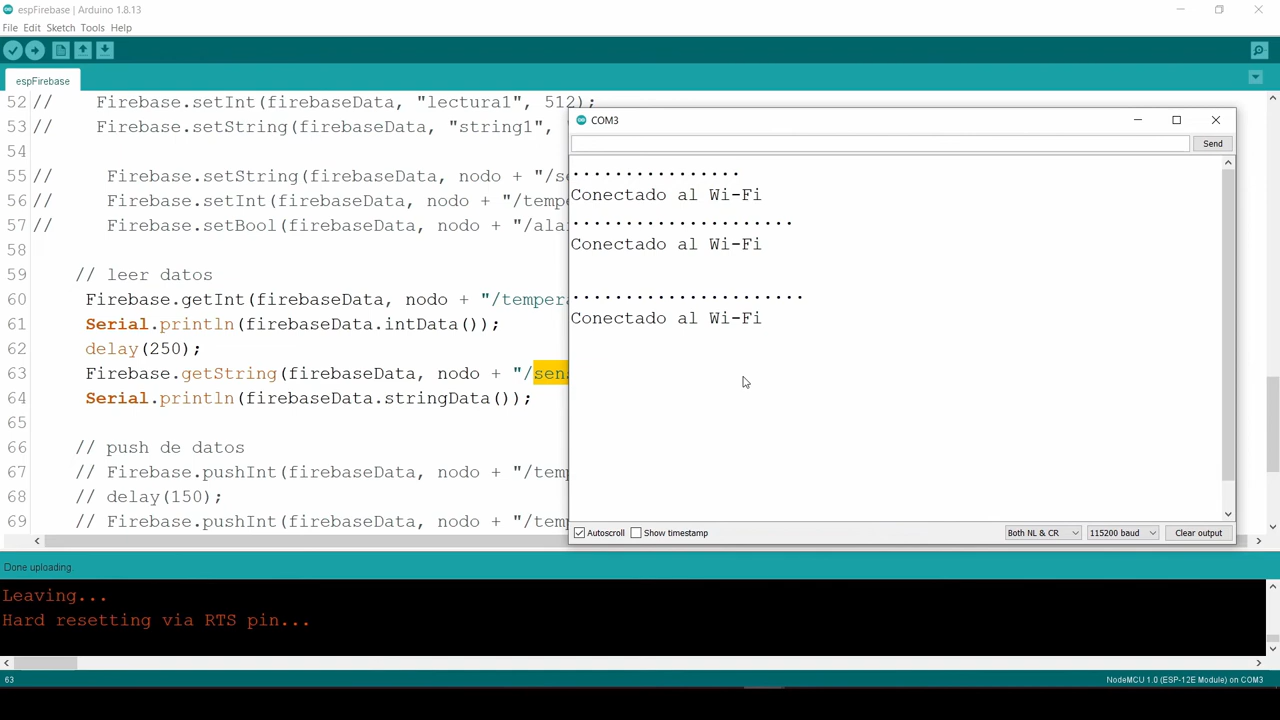 espFirebase | Arduino 1.8.13
File Edit Sketch Tools Help
espFirebase
52 // Firebase.setInt(firebaseData, "lectura1", 512);
53 // Firebase.setString(firebaseData, "string1",
54
55 // Firebase.setString(firebaseData, nodo + "/se
56 // Firebase.setInt(firebaseData, nodo + "/temp
57 // Firebase.setBool(firebaseData, nodo + "/ala
58
59 // leer datos
60 Firebase.getInt(firebaseData, nodo + "/tempera
61 Serial.println(firebaseData.intData());
62 delay(250);
63 Firebase.getString(firebaseData, nodo + "/sens
64 Serial.println(firebaseData.stringData());
65
66 // push de datos
67 // Firebase.pushInt(firebaseData, nodo + "/tem
68 // delay(150);
69 // Firebase.pushInt(firebaseData, nodo + "/tem
COM3
Send
................
Conectado al Wi-Fi
.....................
Conectado al Wi-Fi
......................
Conectado al Wi-Fi
Autoscroll Show timestamp Both NL & CR 115200 baud Clear output
Done uploading.
Leaving...
Hard resetting via RTS pin...
63 NodeMCU 1.0 (ESP-12E Module) on COM3